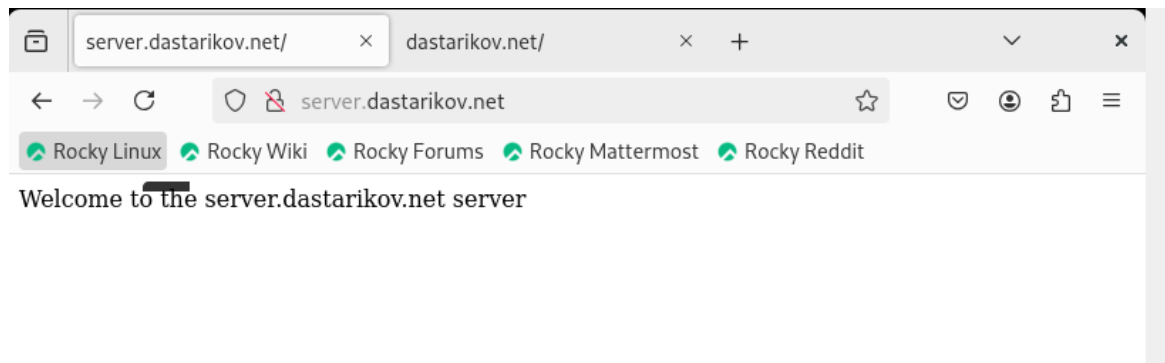 server.dastarikov.net/ dastarikov.net/
server.dastarikov.net
Rocky Linux Rocky Wiki Rocky Forums Rocky Mattermost Rocky Reddit
Welcome to the server.dastarikov.net server